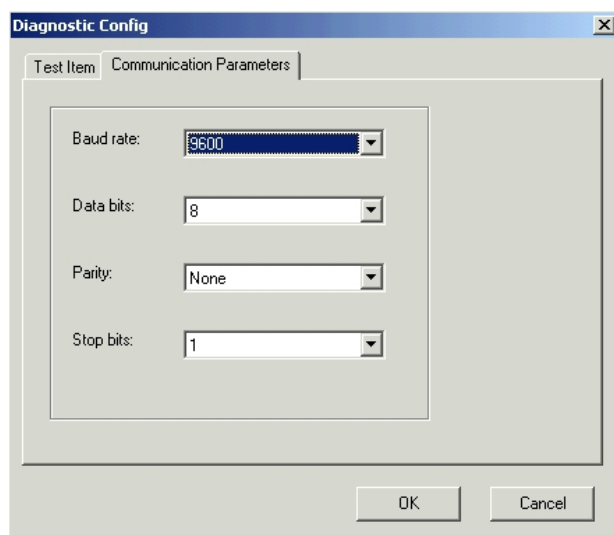 Diagnostic Config
Test Item
Communication Parameters
Baud rate: 9600
Data bits: 8
Parity: None
Stop bits: 1
OK
Cancel